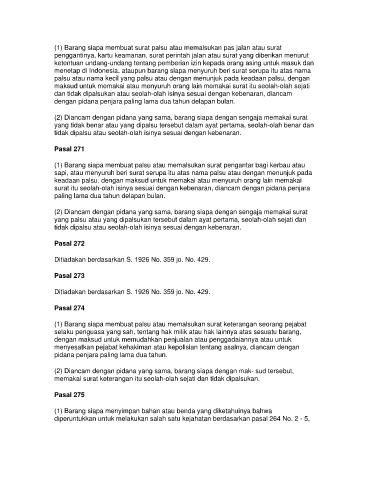 (1) Barang siapa membuat surat palsu atau memalsukan pas jalan atau surat
penggantinya, kartu keamanan, surat perintah jalan atau surat yang diberikan menurut
ketentuan undang-undang tentang pemberian izin kepada orang asing untuk masuk dan
menetap di Indonesia, ataupun barang siapa menyuruh beri surat serupa itu atas nama
palsu atau nama kecil yang palsu atau dengan menunjuk pada keadaan palsu, dengan
maksud untuk memakai atau menyuruh orang lain memakai surat itu seolah-olah sejati
dan tidak dipalsukan atau seolah-olah isinya sesuai dengan kebenaran, diancam
dengan pidana penjara paling lama dua tahun delapan bulan.
(2) Diancam dengan pidana yang sama, barang siapa dengan sengaja memakai surat
yang tidak benar atau yang dipalsu tersebut dalam ayat pertama, seolah-olah benar dan
tidak dipalsu atau seolah-olah isinya sesuai dengan kebenaran.
Pasal 271
(1) Barang siapa membuat palsu atau memalsukan surat pengantar bagi kerbau atau
sapi, atau menyuruh beri surat serupa itu atas nama palsu atau dengan menunjuk pada
keadaan palsu, dengan maksud untuk memakai atau menyuruh orang lain memakai
surat itu seolah-olah isinya sesuai dengan kebenaran, diancam dengan pidana penjara
paling lama dua tahun delapan bulan.
(2) Diancam dengan pidana yang sama, barang siapa dengan sengaja memakai surat
yang palsu atau yang dipalsukan tersebut dalam ayat pertama, seolah-olah sejati dan
tidak dipalsu atau seolah-olah isinya sesuai dengan kebenaran.
Pasal 272
Ditiadakan berdasarkan S. 1926 No. 359 jo. No. 429.
Pasal 273
Ditiadakan berdasarkan S. 1926 No. 359 jo. No. 429.
Pasal 274
(1) Barang siapa membuat palsu atau memalsukan surat keterangan seorang pejabat
selaku penguasa yang sah, tentang hak milik atau hak lainnya atas sesuatu barang,
dengan maksud untuk memudahkan penjualan atau penggadaiannya atau untuk
menyesatkan pejabat kehakiman atau kepolisian tentang asalnya, diancam dengan
pidana penjara paling lama dua tahun.
(2) Diancam dengan pidana yang sama, barang siapa dengan mak- sud tersebut,
memakai surat keterangan itu seolah-olah sejati dan tidak dipalsukan.
Pasal 275
(1) Barang siapa menyimpan bahan atau benda yang diketahuinya bahwa
diperuntukkan untuk melakukan salah satu kejahatan berdasarkan pasal 264 No. 2 - 5,